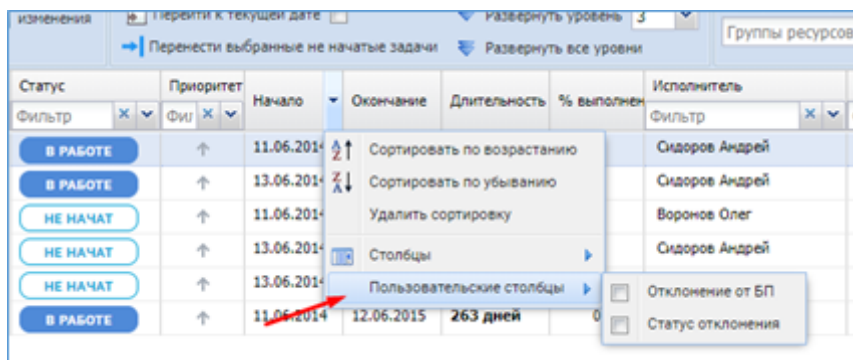 изменения
Перейти к текущей дате
Развернуть уровень 3
Группы ресурсов
Перенести выбранные не начатые задачи
Развернуть все уровни
Статус Приоритет Начало Окончание Длительность % выполнен Исполнитель
Фильтр Фил Фильтр
В РАБОТЕ 11.06.2014 Сидоров Андрей
Сортировать по возрастанию
В РАБОТЕ 13.06.2014 Сидоров Андрей
Сортировать по убыванию
НЕ НАЧАТ 11.06.2014 Воронов Олег
Удалить сортировку
НЕ НАЧАТ 13.06.2014 Сидоров Андрей
Столбцы
НЕ НАЧАТ 13.06.2014
Пользовательские столбцы
Отклонение от БП
В РАБОТЕ 11.06.2014 12.06.2015 263 дней 0
Статус отклонения